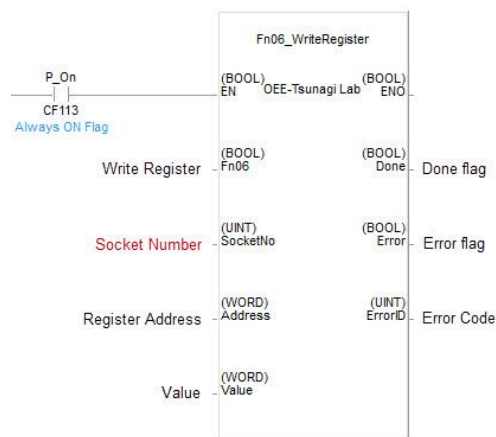 Fn06_WriteRegister
P_On
(BOOL) EN OEE-Tsunagi Lab (BOOL) ENO
CF113
Always ON Flag
Write Register (BOOL) Fn06 (BOOL) Done Done flag
Socket Number (UINT) SocketNo (BOOL) Error Error flag
Register Address (WORD) Address (UINT) ErrorID Error Code
Value (WORD) Value